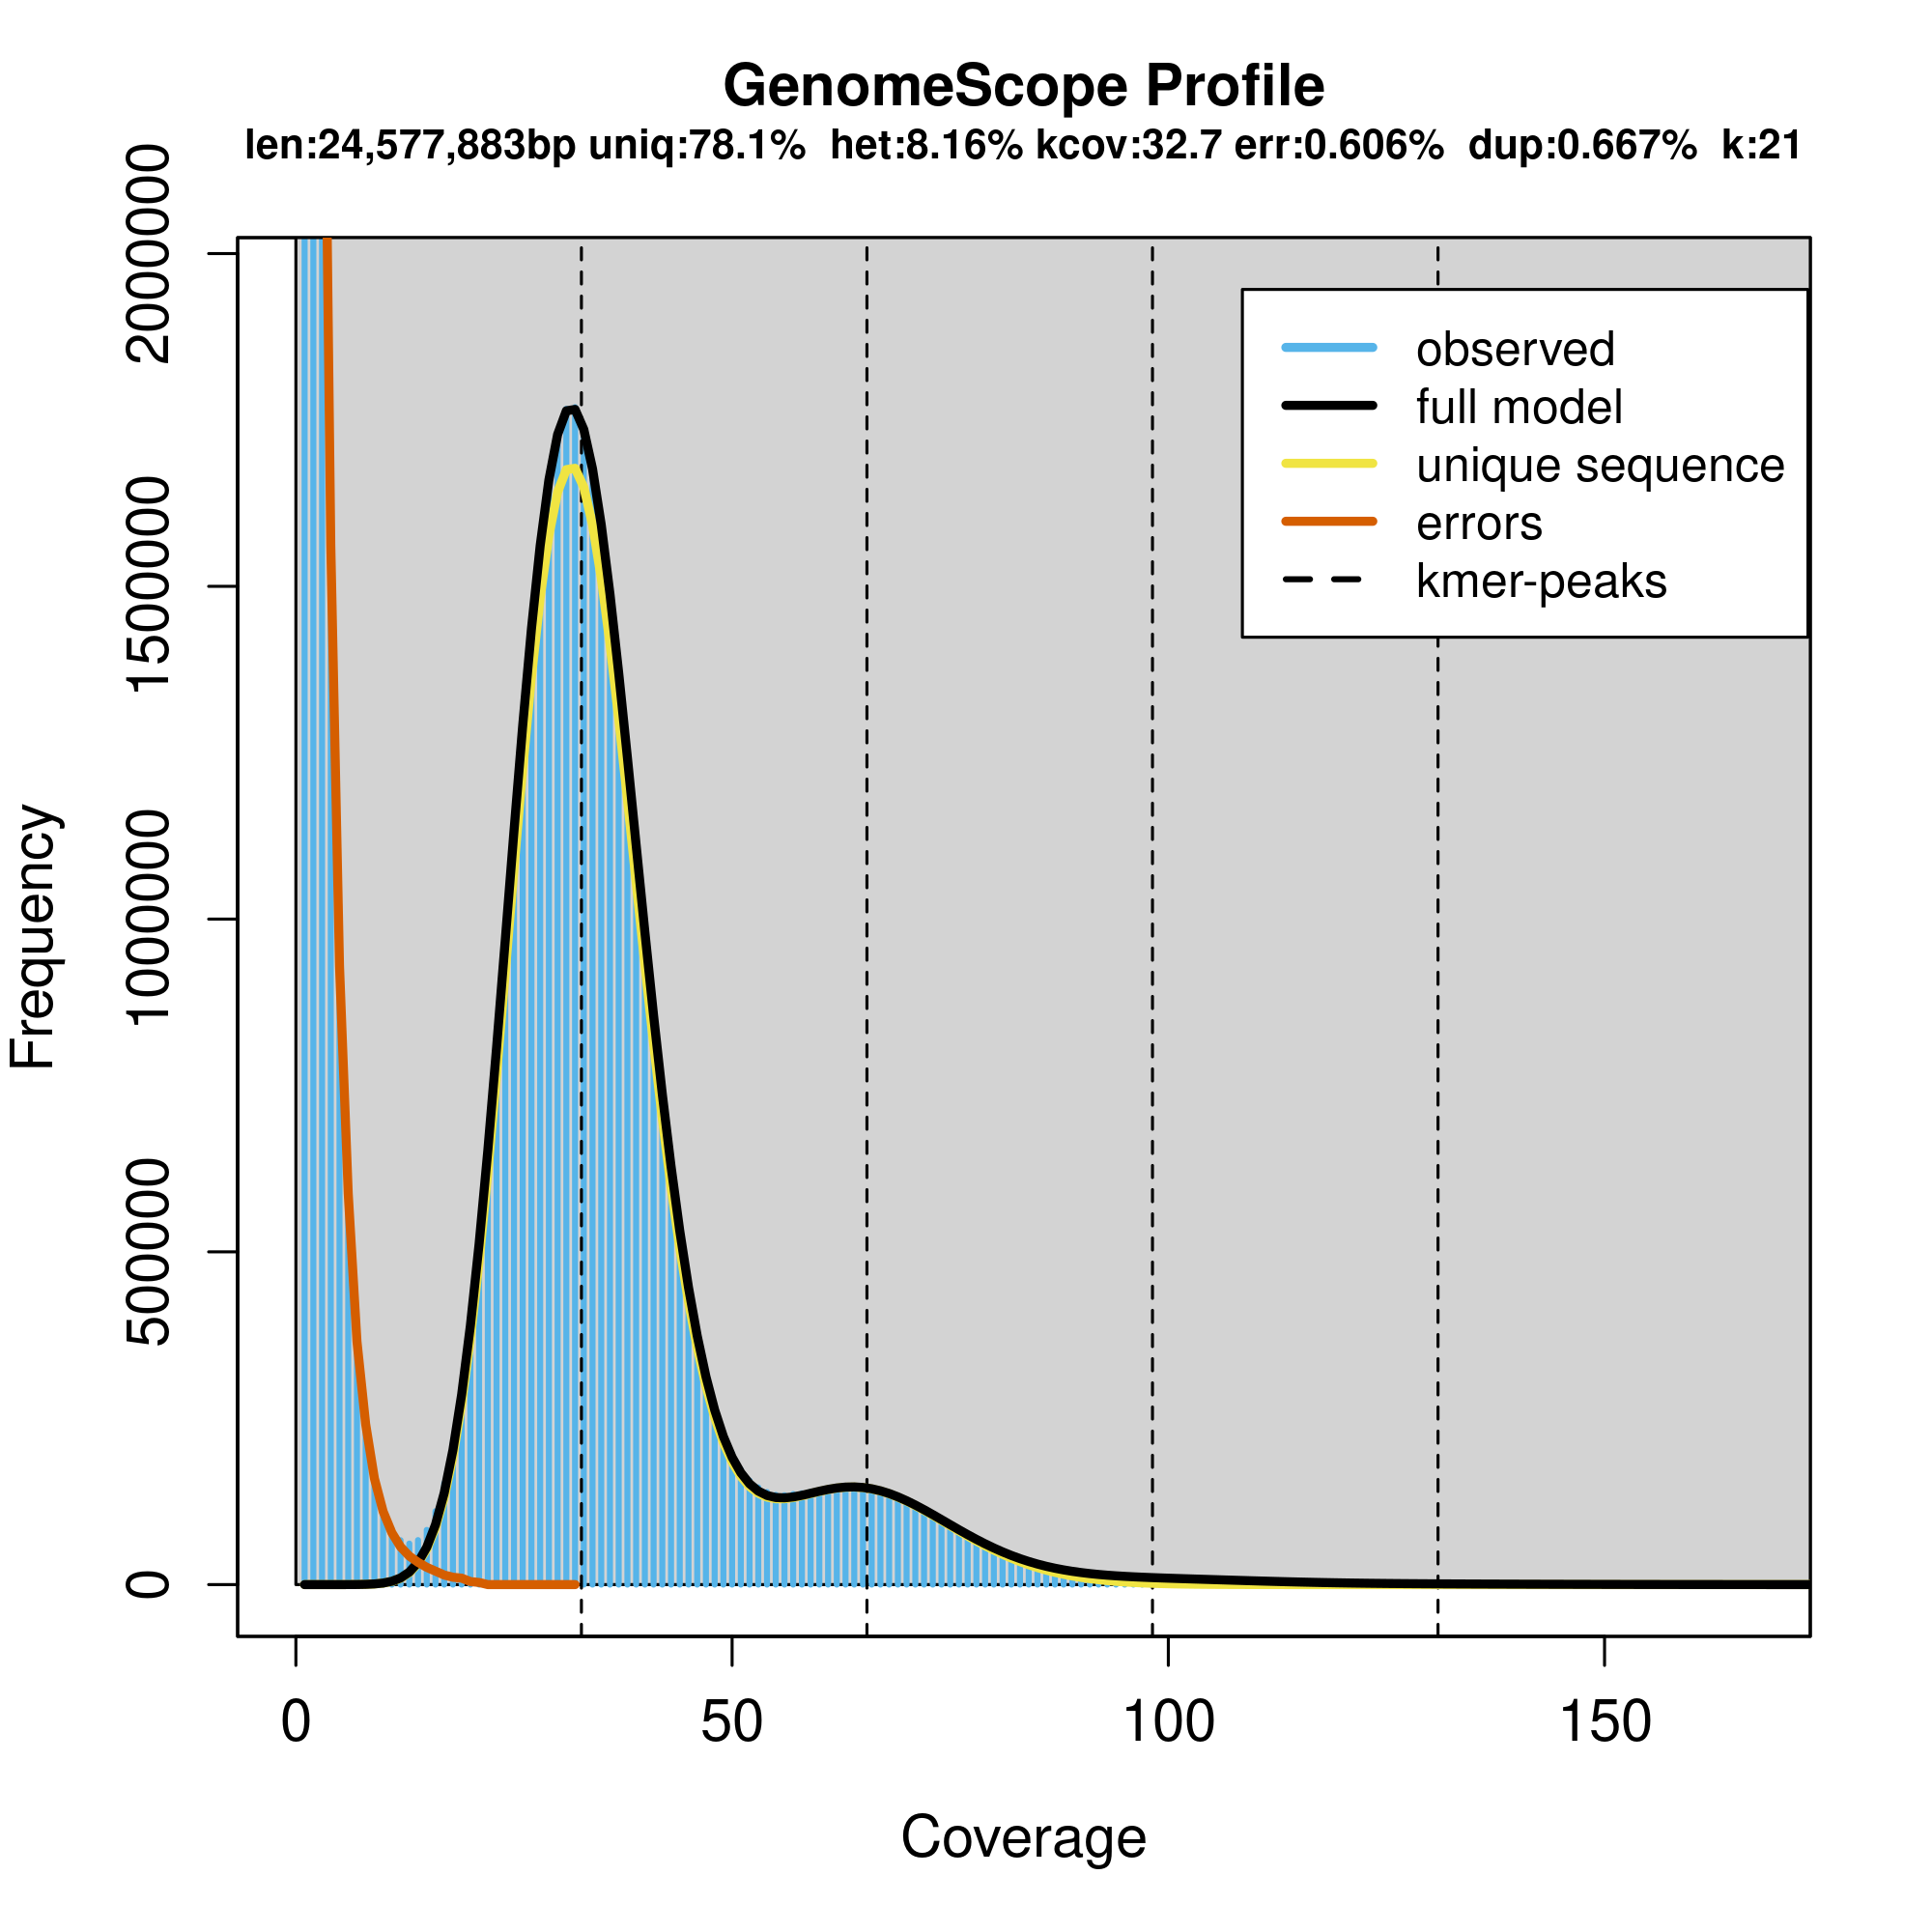 GenomeScope Profile
len:24,577,883bp uniq:78.1% het:8.16% kcov:32.7 err:0.606% dup:0.667% k:21
observed
full model
unique sequence
errors
kmer-peaks
Frequency
2000000
1500000
1000000
500000
0
0 50 100 150
Coverage